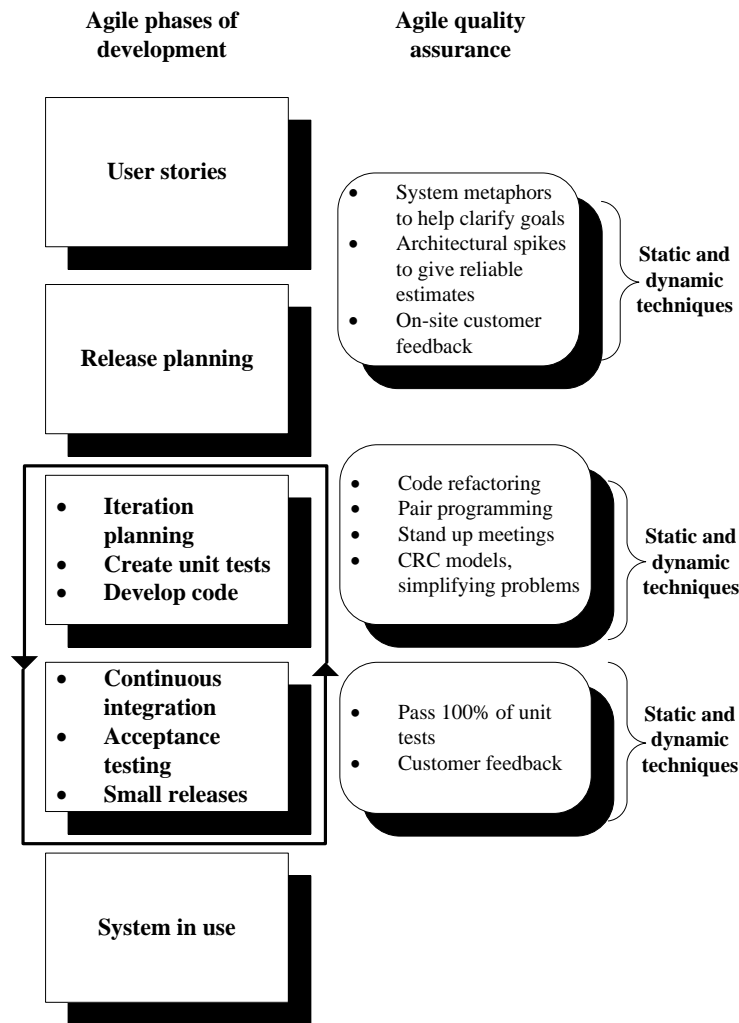 Agile phases of
development
Agile quality
assurance
User stories
• System metaphors
to help clarify goals
• Architectural spikes
to give reliable
estimates
• On-site customer
feedback
Static and
dynamic
techniques
Release planning
• Iteration
planning
• Create unit tests
• Develop code
• Code refactoring
• Pair programming
• Stand up meetings
• CRC models,
simplifying problems
Static and
dynamic
techniques
• Continuous
integration
• Acceptance
testing
• Small releases
• Pass 100% of unit
tests
• Customer feedback
Static and
dynamic
techniques
System in use